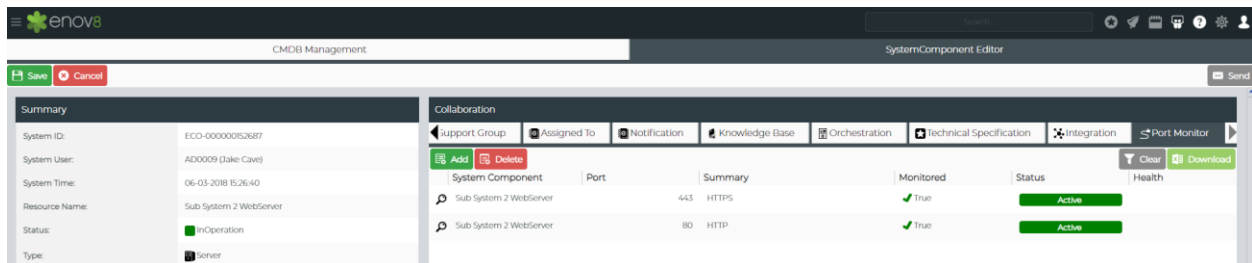 enov8
Search
CMDB Management
SystemComponent Editor
Save
Cancel
Send
Summary
System ID: ECO-000000152687
System User: AD0009 (Jake Cave)
System Time: 06-03-2018 15:26:40
Resource Name: Sub System 2 WebServer
Status: InOperation
Type: Server
Collaboration
Support Group Assigned To Notification Knowledge Base Orchestration Technical Specification Integration Port Monitor
Add Delete Clear Download
System Component Port Summary Monitored Status Health
Sub System 2 WebServer 443 HTTPS True Active
Sub System 2 WebServer 80 HTTP True Active